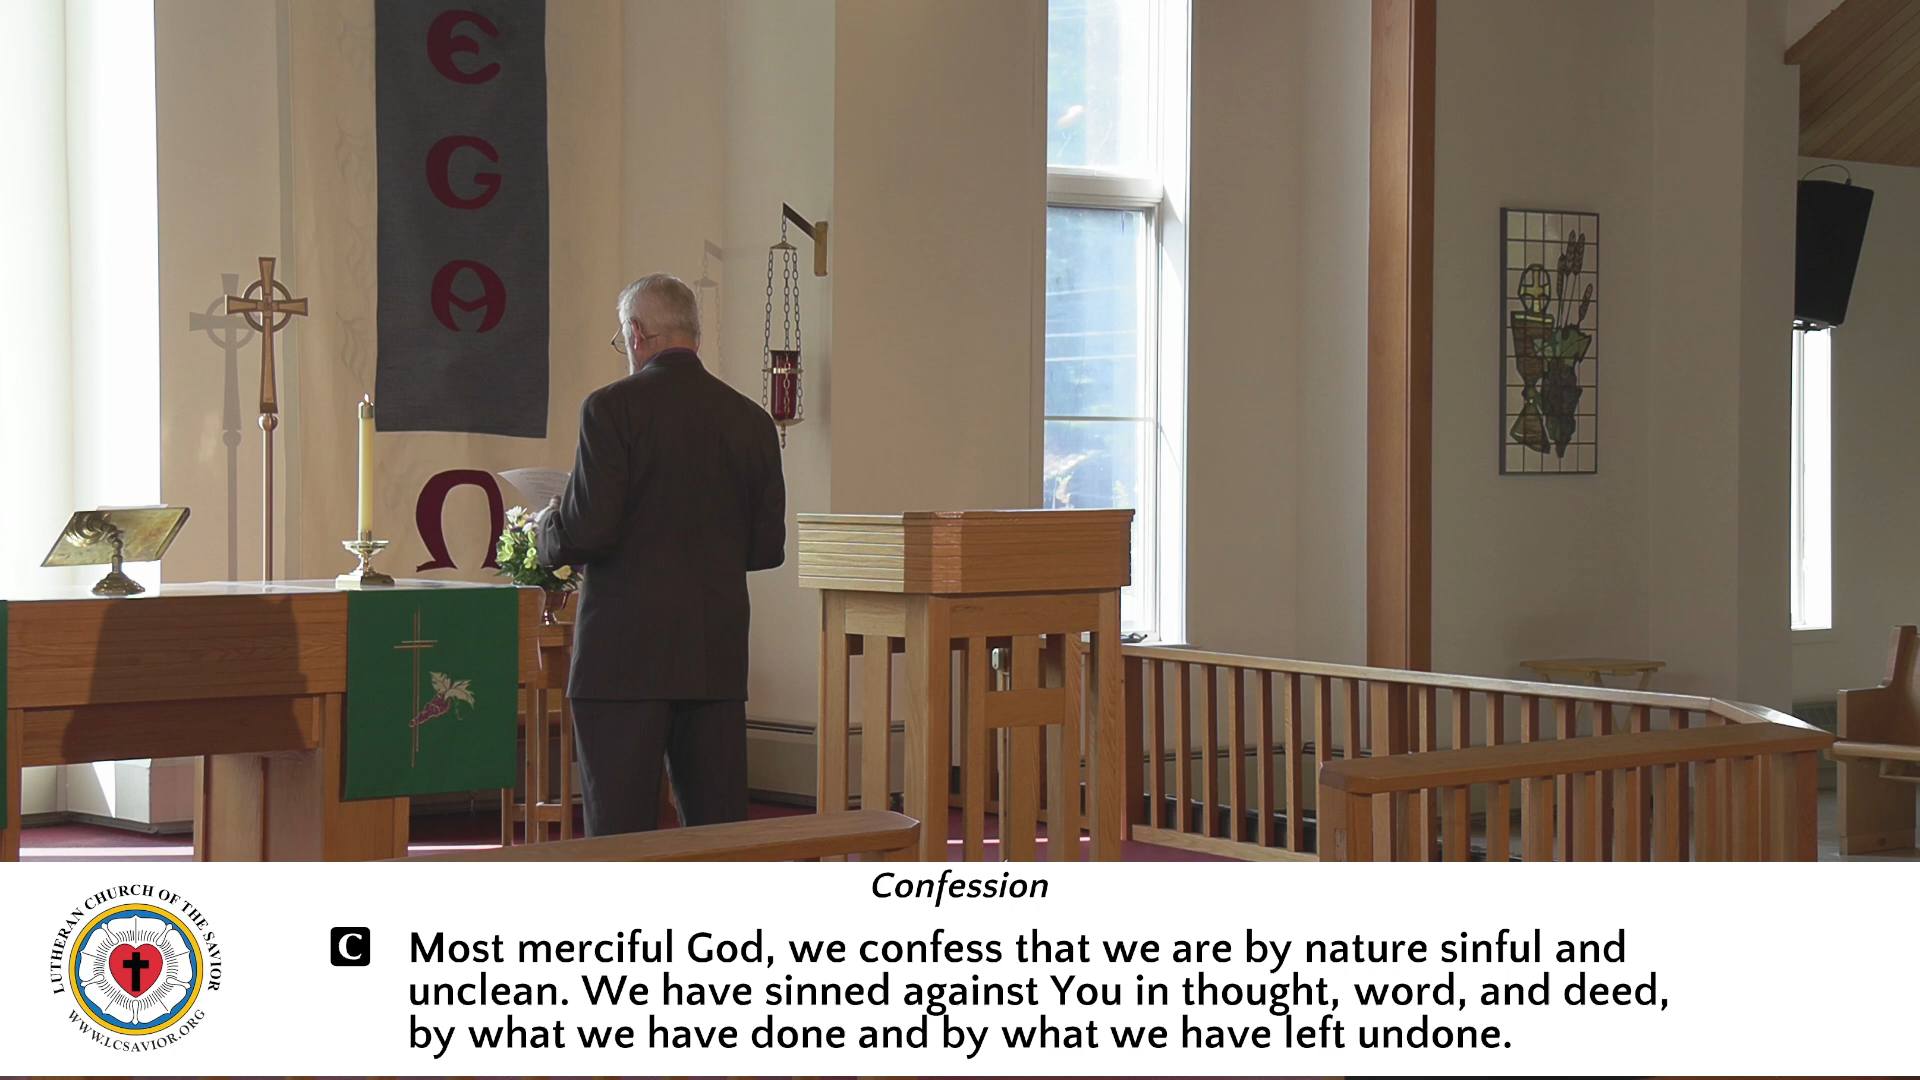 E
G
A
Ω
Confession
C Most merciful God, we confess that we are by nature sinful and
unclean. We have sinned against You in thought, word, and deed,
by what we have done and by what we have left undone.
LUTHERAN CHURCH OF THE SAVIOR
WWW.LCSAVIOR.ORG